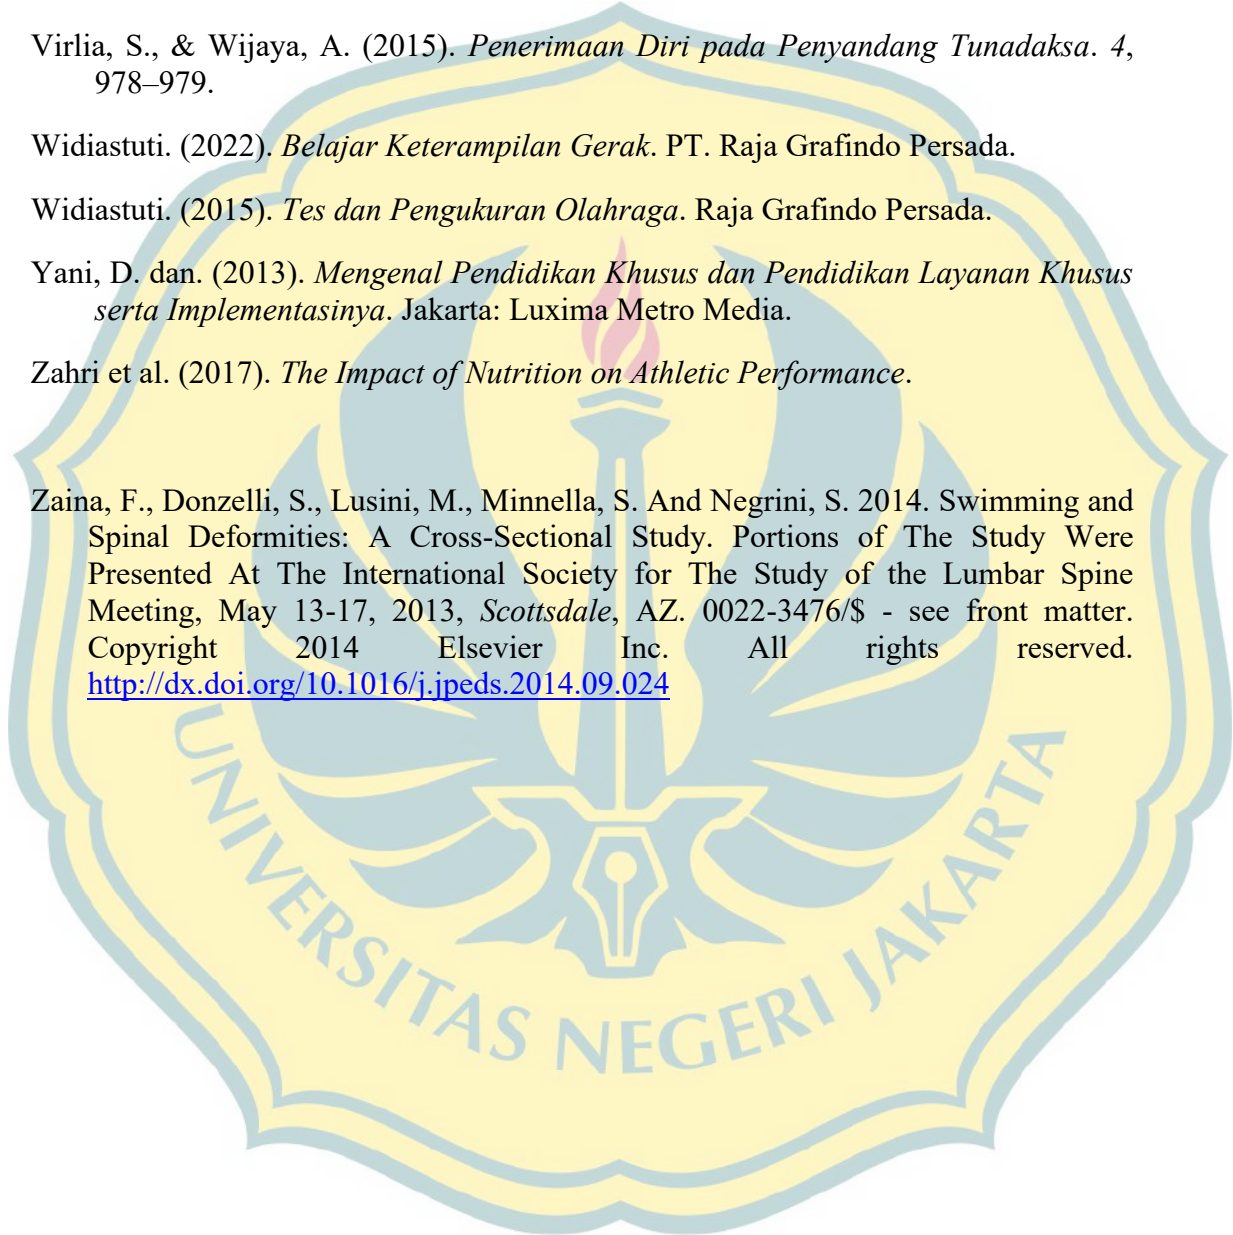 Virlia, S., & Wijaya, A. (2015). Penerimaan Diri pada Penyandang Tunadaksa. 4,
978–979.
Widiastuti. (2022). Belajar Keterampilan Gerak. PT. Raja Grafindo Persada.
Widiastuti. (2015). Tes dan Pengukuran Olahraga. Raja Grafindo Persada.
Yani, D. dan. (2013). Mengenal Pendidikan Khusus dan Pendidikan Layanan Khusus
serta Implementasinya. Jakarta: Luxima Metro Media.
Zahri et al. (2017). The Impact of Nutrition on Athletic Performance.
Zaina, F., Donzelli, S., Lusini, M., Minnella, S. And Negrini, S. 2014. Swimming and
Spinal Deformities: A Cross-Sectional Study. Portions of The Study Were
Presented At The International Society for The Study of the Lumbar Spine
Meeting, May 13-17, 2013, Scottsdale, AZ. 0022-3476/$ - see front matter.
Copyright 2014 Elsevier Inc. All rights reserved.
http://dx.doi.org/10.1016/j.jpeds.2014.09.024
UNIVERSITAS NEGERI JAKARTA